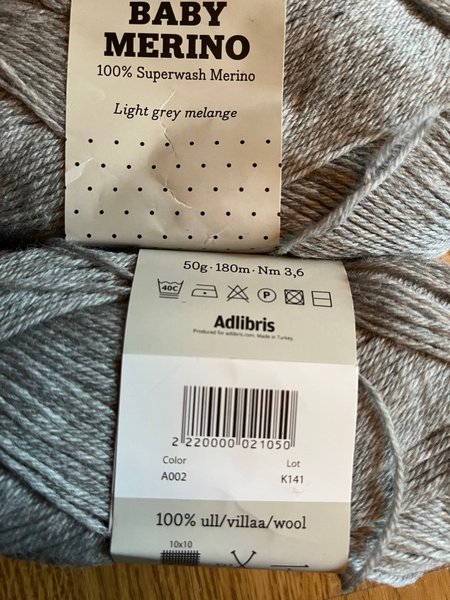 BABY
MERINO
100% Superwash Merino
Light grey melange
50g · 180m · Nm 3,6
40C
P
Adlibris
Produced for adlibris.com. Made in Turkey.
2 220000 021050
Color Lot
A002 K141
100% ull/villaa/wool
10x10